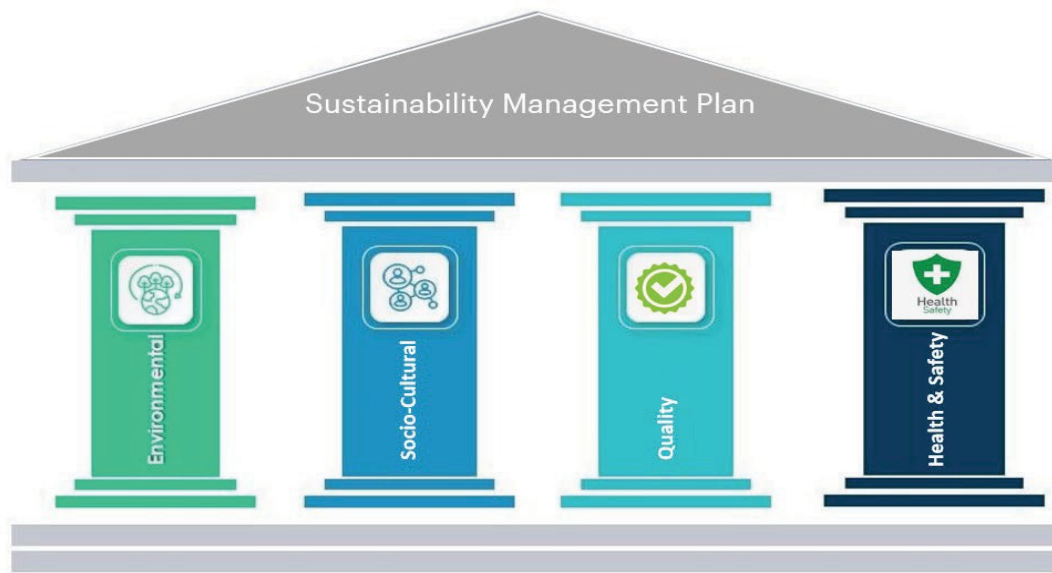 Sustainability Management Plan
Environmental
Socio-Cultural
Quality
Health & Safety
Health
Safety